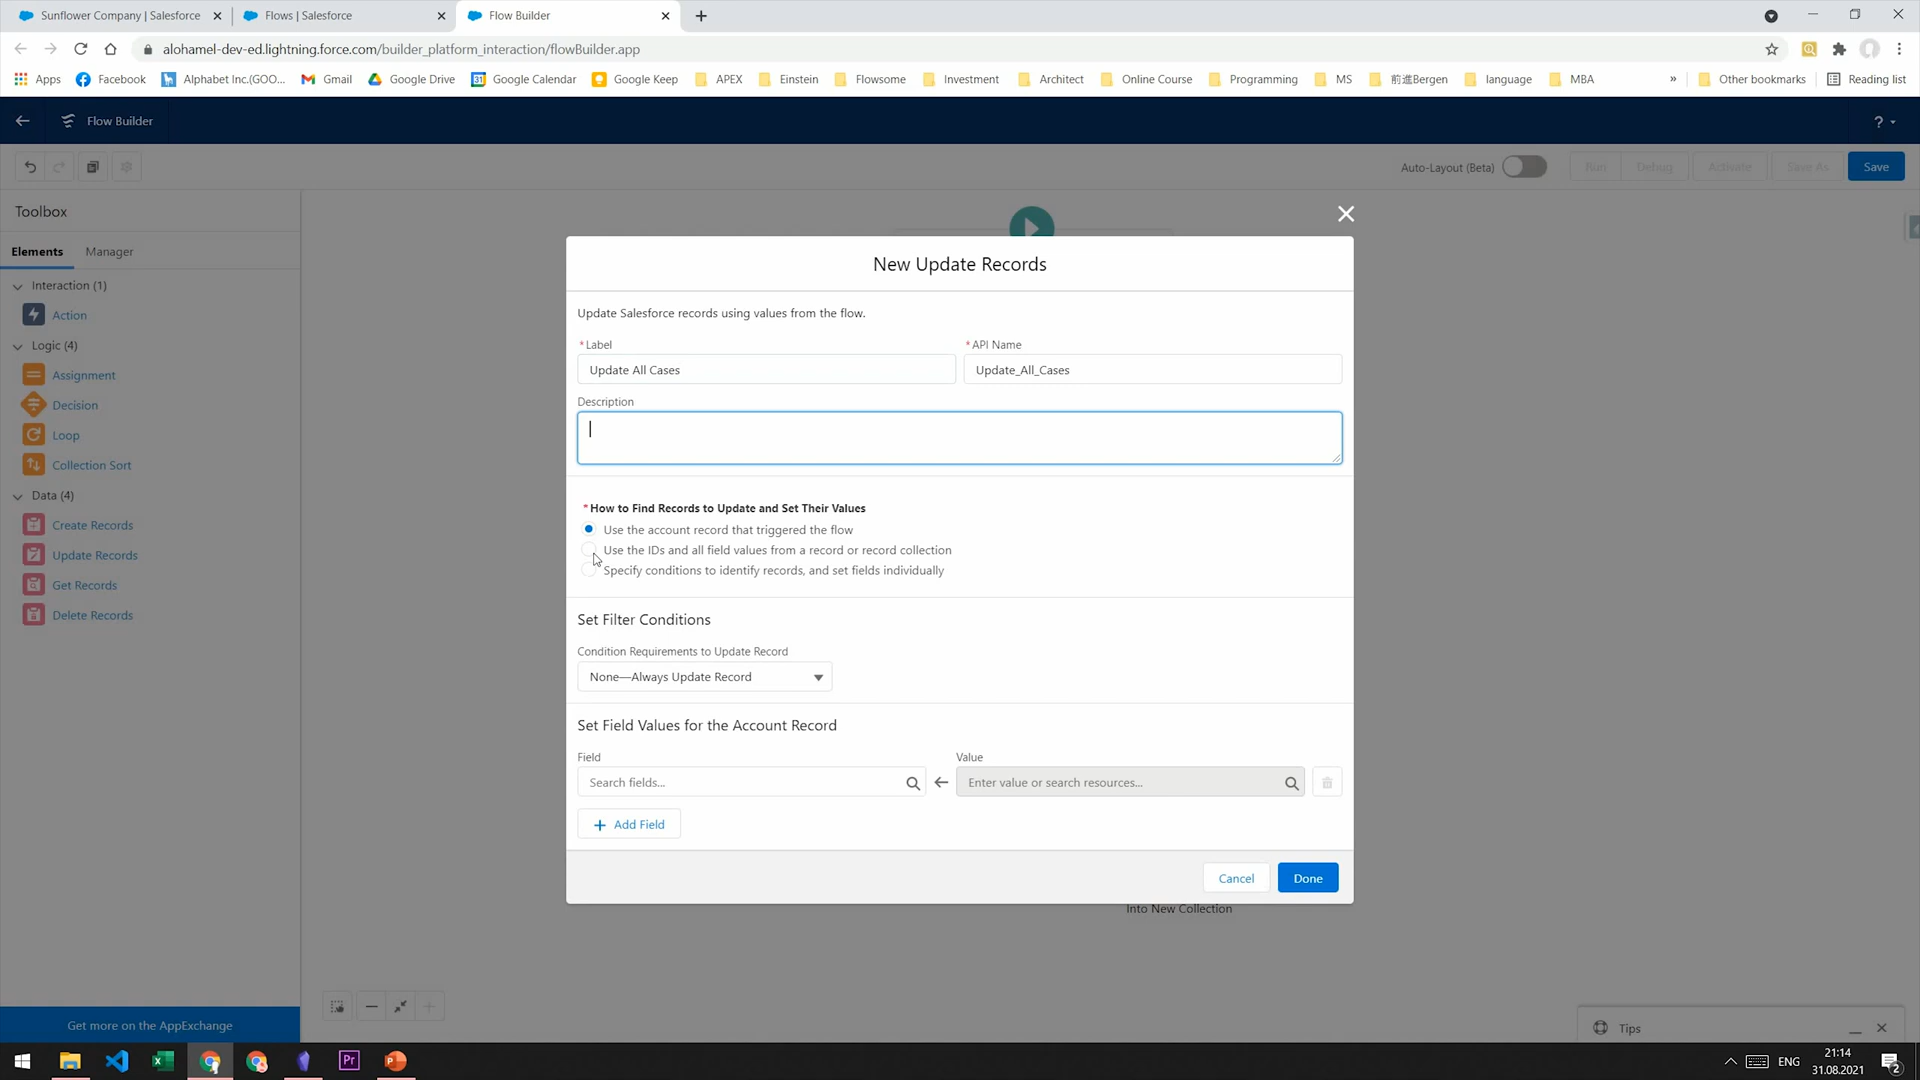 Sunflower Company | Salesforce
Flows | Salesforce
Flow Builder
alohamel-dev-ed.lightning.force.com/builder_platform_interaction/flowBuilder.app
Apps
Facebook
Alphabet Inc.(GOO...
Gmail
Google Drive
31
Google Calendar
Google Keep
APEX
Einstein
Flowsome
Investment
Architect
Online Course
Programming
MS
前進Bergen
language
MBA
»
Other bookmarks
Reading list
Flow Builder
?
Auto-Layout (Beta)
Run
Debug
Activate
Save As
Save
Toolbox
Elements
Manager
Interaction (1)
Action
Logic (4)
Assignment
Decision
Loop
Collection Sort
Data (4)
Create Records
Update Records
Get Records
Delete Records
Get more on the AppExchange
New Update Records
Update Salesforce records using values from the flow.
*Label
*API Name
Update All Cases
Update_All_Cases
Description
*How to Find Records to Update and Set Their Values
Use the account record that triggered the flow
Use the IDs and all field values from a record or record collection
Specify conditions to identify records, and set fields individually
Set Filter Conditions
Condition Requirements to Update Record
None—Always Update Record
Set Field Values for the Account Record
Field
Value
Search fields...
Enter value or search resources...
+ Add Field
Cancel
Done
Into New Collection
Tips
Pr
ENG
21:14
31.08.2021
2